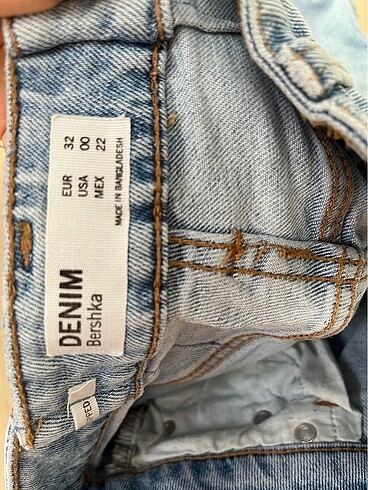 DENIM
Bershka
EUR 32
USA 00
MEX 22
MADE IN BANGLADESH